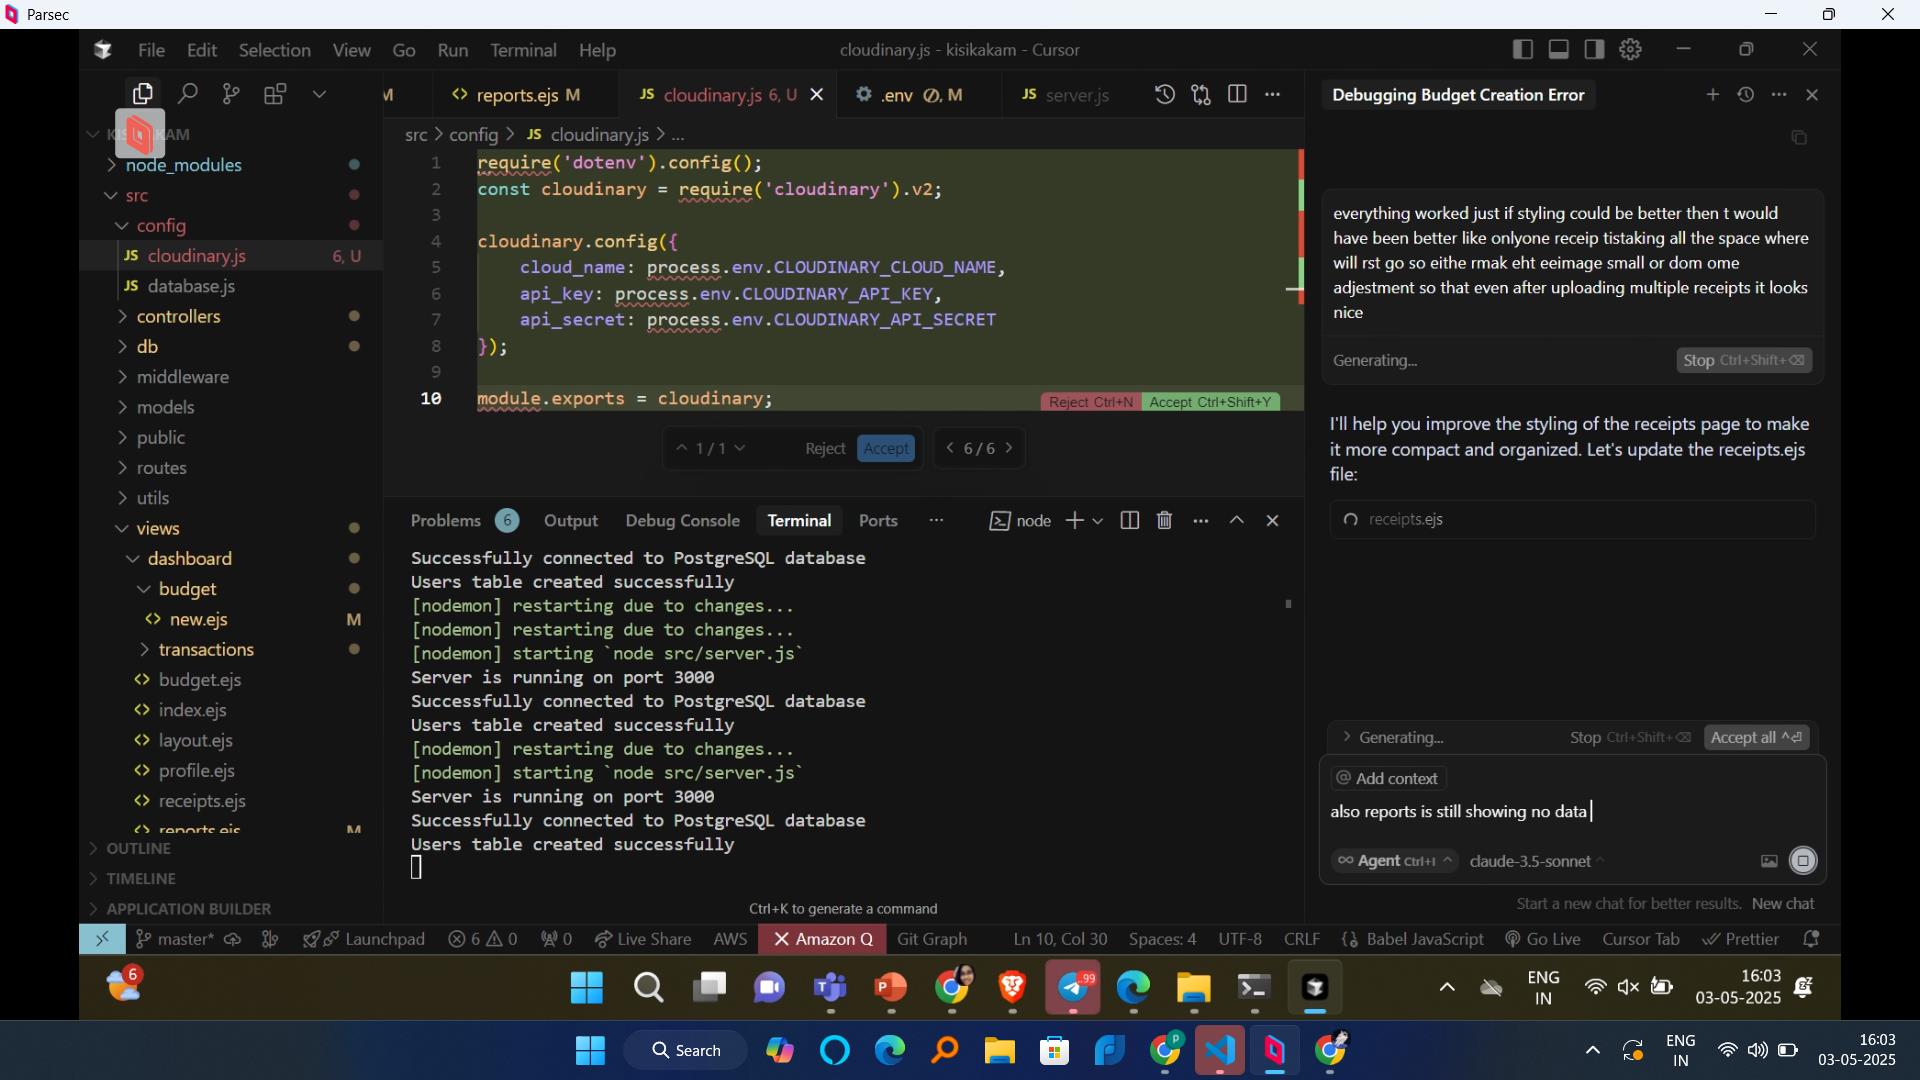 Parsec
File Edit Selection View Go Run Terminal Help
cloudinary.js - kisikakam - Cursor
M
reports.ejs M
JS cloudinary.js 6, U
.env M
JS server.js
Debugging Budget Creation Error
src > config > JS cloudinary.js > ...
node_modules
src
config
JS cloudinary.js 6, U
JS database.js
controllers
db
middleware
models
public
routes
utils
views
dashboard
budget
new.ejs M
transactions
budget.ejs
index.ejs
layout.ejs
profile.ejs
receipts.ejs
reports.ejs M
OUTLINE
TIMELINE
APPLICATION BUILDER
1 require('dotenv').config();
2 const cloudinary = require('cloudinary').v2;
3
4 cloudinary.config({
5 cloud_name: process.env.CLOUDINARY_CLOUD_NAME,
6 api_key: process.env.CLOUDINARY_API_KEY,
7 api_secret: process.env.CLOUDINARY_API_SECRET
8 });
9
10 module.exports = cloudinary;
Reject Ctrl+N Accept Ctrl+Shift+Y
1 / 1 Reject Accept 6 / 6
Problems 6 Output Debug Console Terminal Ports ... node
Successfully connected to PostgreSQL database
Users table created successfully
[nodemon] restarting due to changes...
[nodemon] restarting due to changes...
[nodemon] starting `node src/server.js`
Server is running on port 3000
Successfully connected to PostgreSQL database
Users table created successfully
[nodemon] restarting due to changes...
[nodemon] starting `node src/server.js`
Server is running on port 3000
Successfully connected to PostgreSQL database
Users table created successfully
Ctrl+K to generate a command
everything worked just if styling could be better then t would
have been better like onlyone receip tistaking all the space where
will rst go so eithe rmak eht eeimage small or dom ome
adjestment so that even after uploading multiple receipts it looks
nice
Generating... Stop Ctrl+Shift+⌫
I'll help you improve the styling of the receipts page to make
it more compact and organized. Let's update the receipts.ejs
file:
receipts.ejs
> Generating... Stop Ctrl+Shift+⌫ Accept all ^⏎
@ Add context
also reports is still showing no data
∞ Agent Ctrl+I ^ claude-3.5-sonnet ^
Start a new chat for better results. New chat
master* Launchpad 6 0 0 Live Share AWS Amazon Q Git Graph Ln 10, Col 30 Spaces: 4 UTF-8 CRLF {} Babel JavaScript Go Live Cursor Tab Prettier
6
.99
ENG
IN
16:03
03-05-2025
Search
P
ENG
IN
16:03
03-05-2025